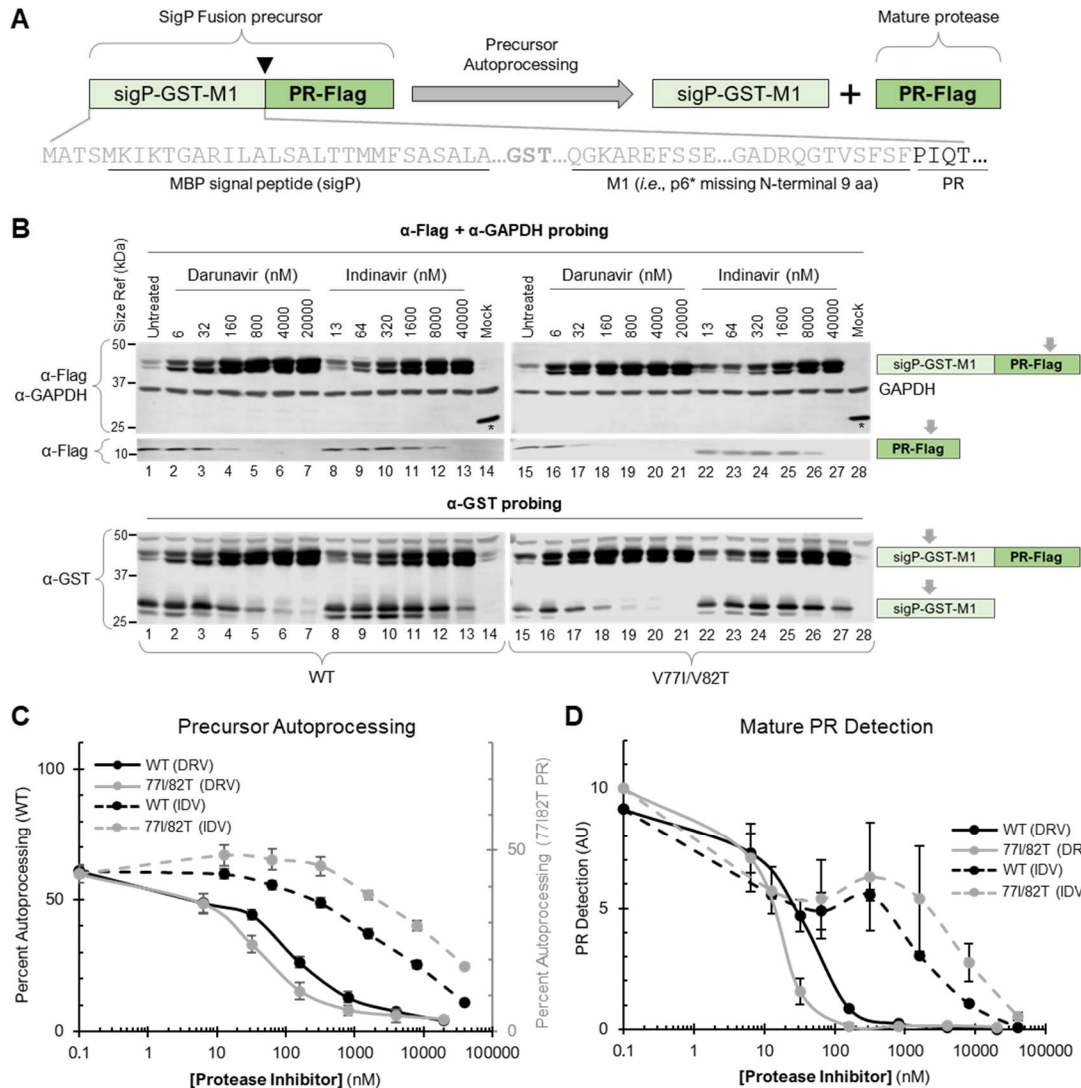 A
SigP Fusion precursor
Mature protease
Precursor
Autoprocessing
sigP-GST-M1 PR-Flag
sigP-GST-M1 + PR-Flag
MATSMKIKTGARILALSALTTMMFSASALA...GST...QGKAREFSSE...GADRQGTVSFSFPIQT...
MBP signal peptide (sigP) M1 (i.e., p6* missing N-terminal 9 aa) PR
B
α-Flag + α-GAPDH probing
Size Ref (kDa)
Darunavir (nM) Indinavir (nM) Darunavir (nM) Indinavir (nM)
Untreated 6 32 160 800 4000 20000 13 64 320 1600 8000 40000 Mock Untreated 6 32 160 800 4000 20000 13 64 320 1600 8000 40000 Mock
50
37
25
α-Flag
α-GAPDH
* *
sigP-GST-M1 PR-Flag
GAPDH
α-Flag 10 PR-Flag
1 2 3 4 5 6 7 8 9 10 11 12 13 14 15 16 17 18 19 20 21 22 23 24 25 26 27 28
α-GST probing
50
37
25
α-GST
sigP-GST-M1 PR-Flag
sigP-GST-M1
1 2 3 4 5 6 7 8 9 10 11 12 13 14 15 16 17 18 19 20 21 22 23 24 25 26 27 28
WT V77I/V82T
C
Precursor Autoprocessing
WT (DRV)
77I/82T (DRV)
WT (IDV)
77I/82T (IDV)
Percent Autoprocessing (WT)
100
50
0
Percent Autoprocessing (77I82T PR)
50
0
0.1 1 10 100 1000 10000 100000
[Protease Inhibitor] (nM)
D
Mature PR Detection
PR Detection (AU)
10
5
0
WT (DRV)
77I/82T (DR
WT (IDV)
77I/82T (IDV
0.1 1 10 100 1000 10000 100000
[Protease Inhibitor] (nM)